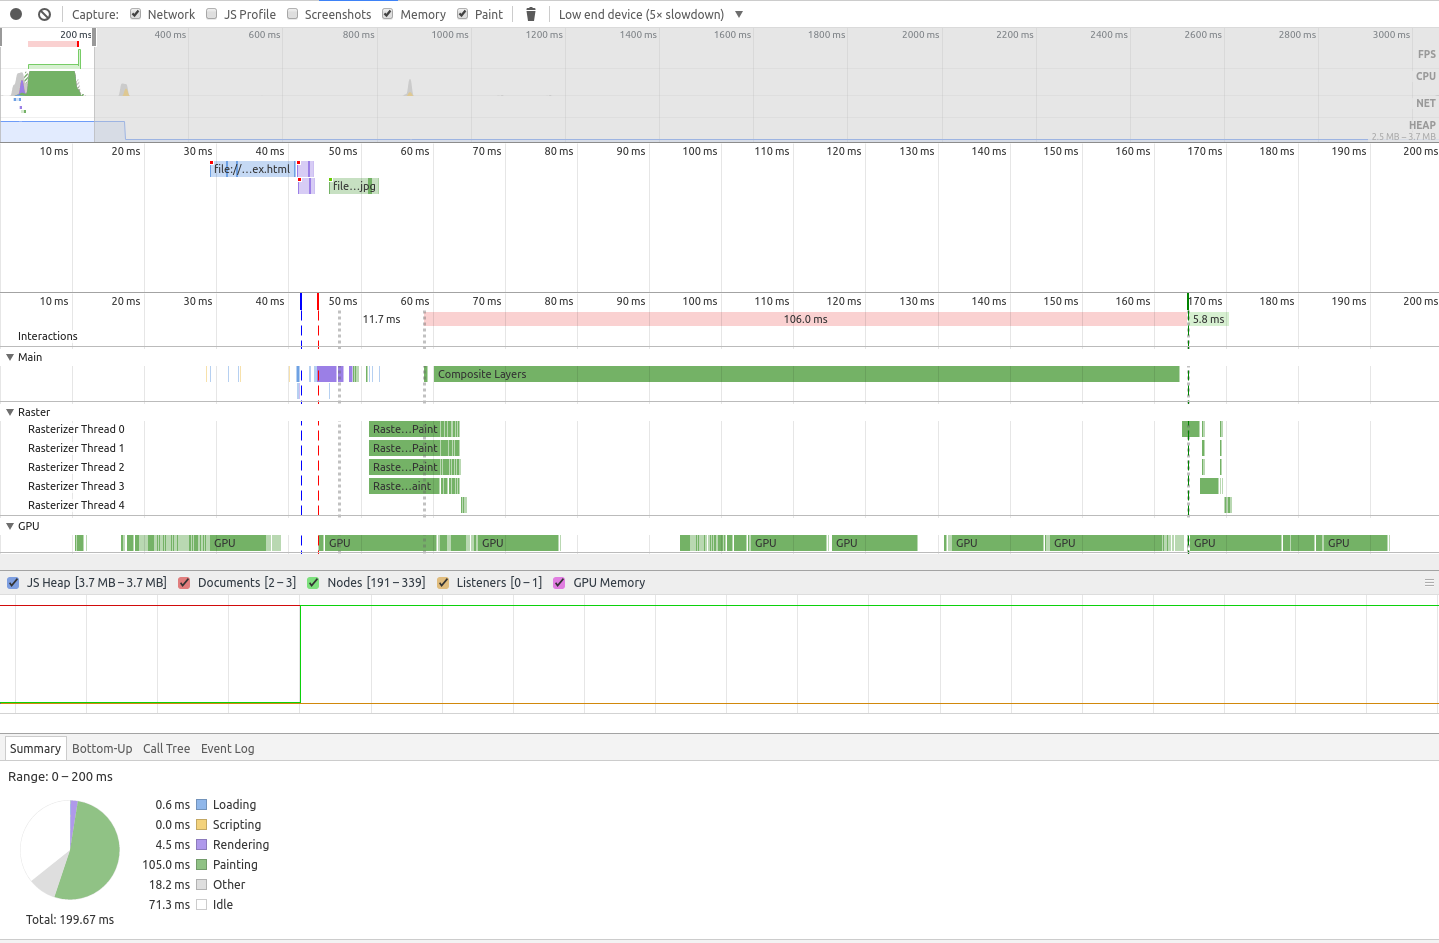 Capture: Network JS Profile Screenshots Memory Paint Low end device (5× slowdown)
200 ms 400 ms 600 ms 800 ms 1000 ms 1200 ms 1400 ms 1600 ms 1800 ms 2000 ms 2200 ms 2400 ms 2600 ms 2800 ms 3000 ms
FPS
CPU
NET
HEAP
2.5 MB – 3.7 MB
10 ms 20 ms 30 ms 40 ms 50 ms 60 ms 70 ms 80 ms 90 ms 100 ms 110 ms 120 ms 130 ms 140 ms 150 ms 160 ms 170 ms 180 ms 190 ms 200 ms
file://…ex.html
file…jpg
10 ms 20 ms 30 ms 40 ms 50 ms 60 ms 70 ms 80 ms 90 ms 100 ms 110 ms 120 ms 130 ms 140 ms 150 ms 160 ms 170 ms 180 ms 190 ms 200 ms
11.7 ms 106.0 ms 5.8 ms
Interactions
Main
Composite Layers
Raster
Rasterizer Thread 0 Raste…Paint
Rasterizer Thread 1 Raste…Paint
Rasterizer Thread 2 Raste…Paint
Rasterizer Thread 3 Raste…aint
Rasterizer Thread 4
GPU
GPU GPU GPU GPU GPU GPU GPU GPU GPU
JS Heap [3.7 MB – 3.7 MB] Documents [2 – 3] Nodes [191 – 339] Listeners [0 – 1] GPU Memory
Summary Bottom-Up Call Tree Event Log
Range: 0 – 200 ms
0.6 ms Loading
0.0 ms Scripting
4.5 ms Rendering
105.0 ms Painting
18.2 ms Other
71.3 ms Idle
Total: 199.67 ms